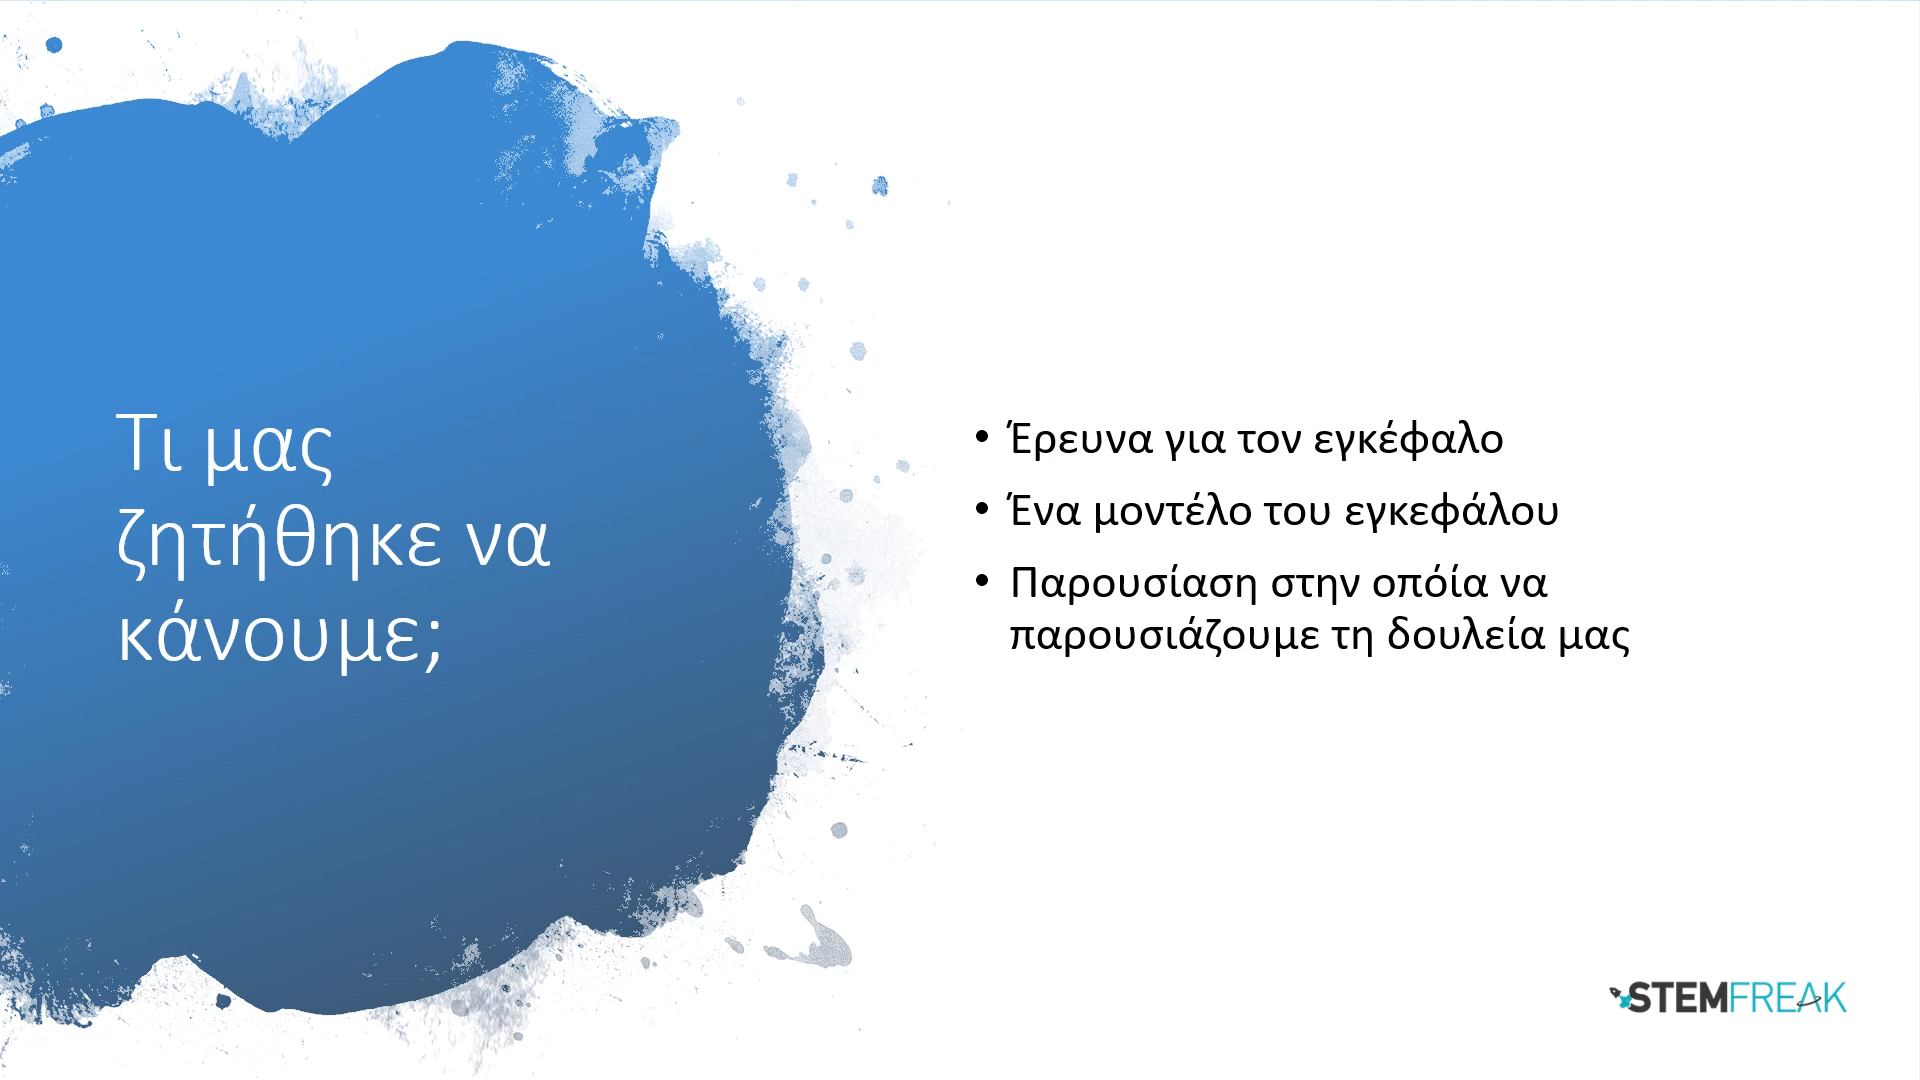 Τι μας
ζητήθηκε να
κάνουμε;
• Έρευνα για τον εγκέφαλο
• Ένα μοντέλο του εγκεφάλου
• Παρουσίαση στην οπόία να
παρουσιάζουμε τη δουλεία μας
STEMFREAK